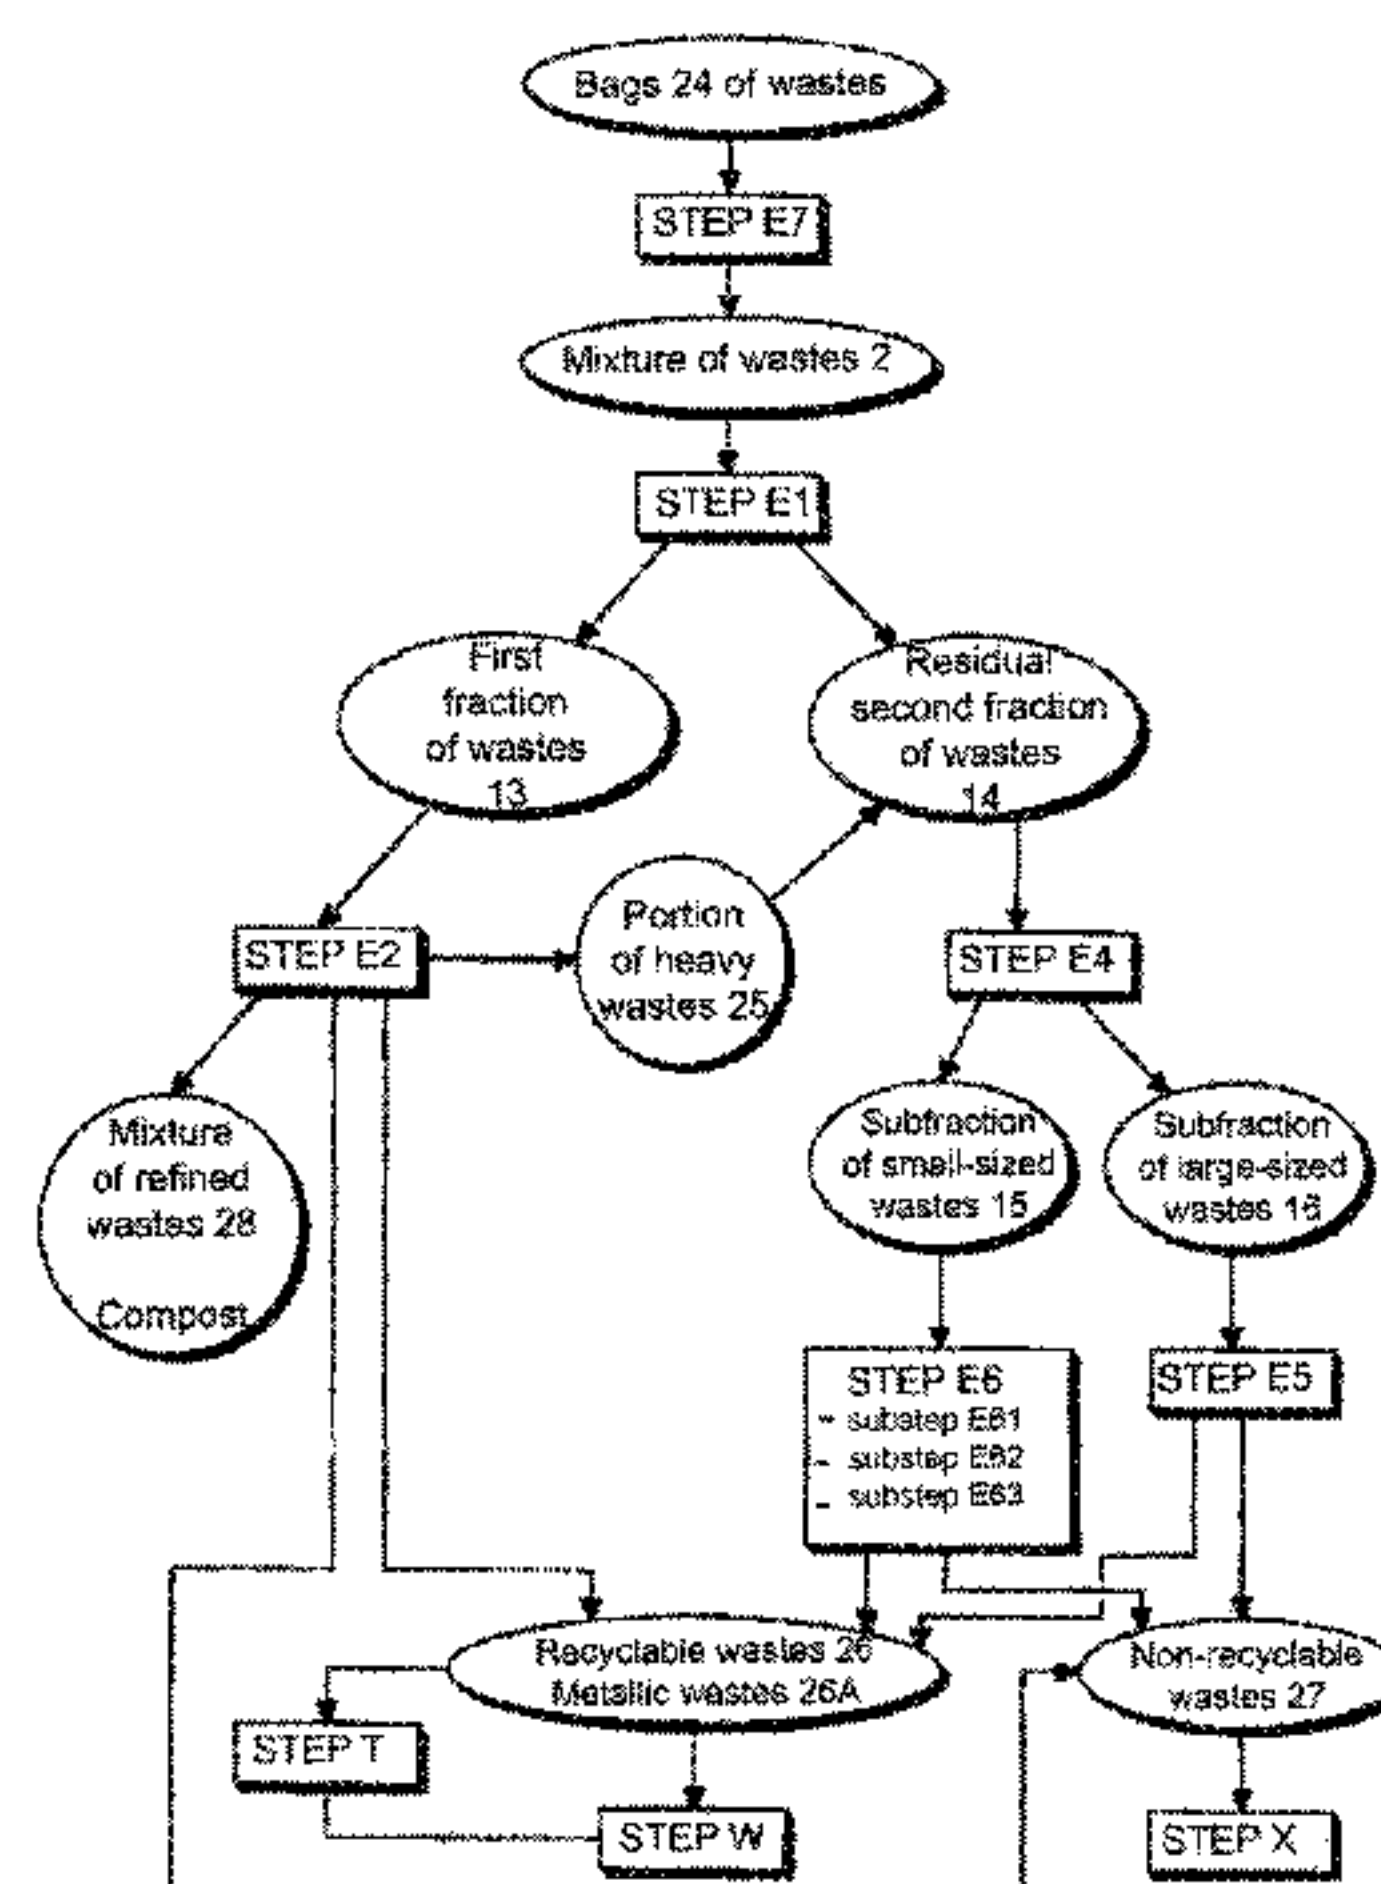 Bags 24 of wastes
STEP E7
Mixture of wastes 2
STEP E1
First
fraction
of wastes
13
Residual
second fraction
of wastes
14
Portion
of heavy
wastes 25
STEP E2
STEP E4
Mixture
of refined
wastes 28
Compost
Subfraction
of small-sized
wastes 15
Subfraction
of large-sized
wastes 16
STEP E6
- substep E61
- substep E62
- substep E63
STEP E5
Recyclable wastes 26
Metallic wastes 26A
Non-recyclable
wastes 27
STEP T
STEP W
STEP X